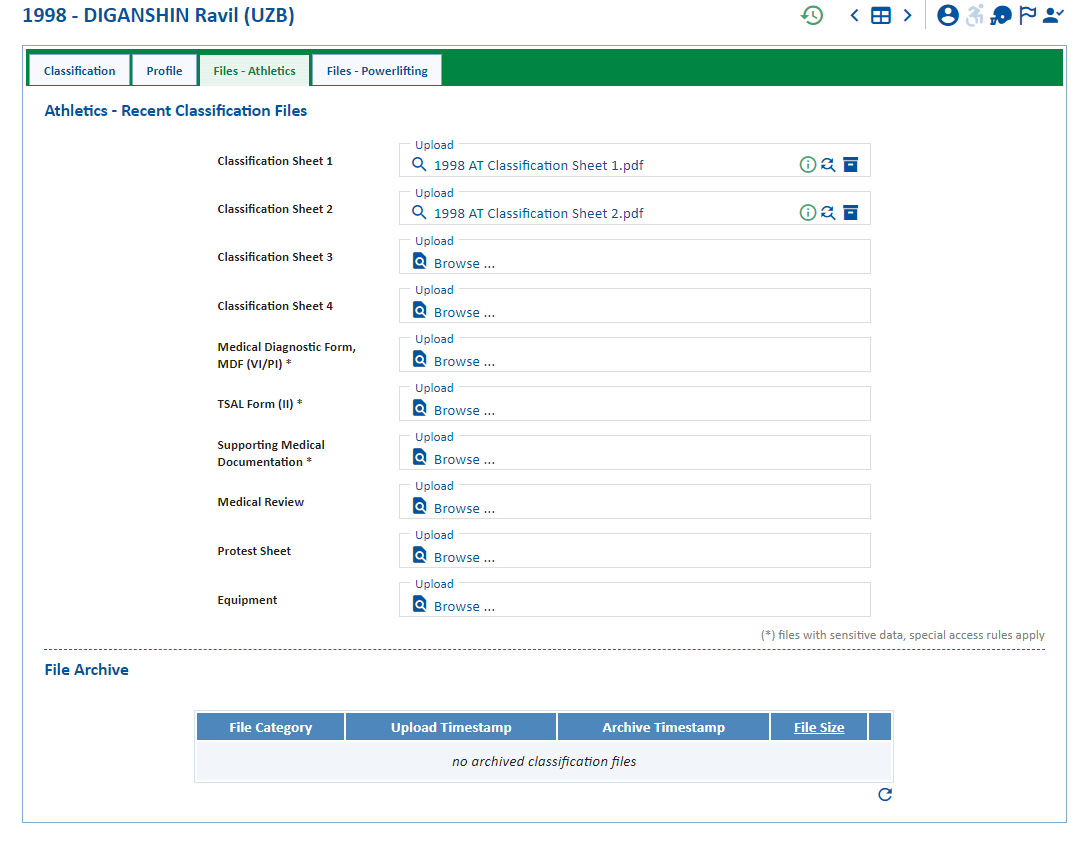 1998 - DIGANSHIN Ravil (UZB)
Classification Profile Files - Athletics Files - Powerlifting
Athletics - Recent Classification Files
Upload
Classification Sheet 1 1998 AT Classification Sheet 1.pdf
Upload
Classification Sheet 2 1998 AT Classification Sheet 2.pdf
Upload
Classification Sheet 3 Browse ...
Upload
Classification Sheet 4 Browse ...
Upload
Medical Diagnostic Form,
MDF (VI/PI) * Browse ...
Upload
TSAL Form (II) * Browse ...
Upload
Supporting Medical
Documentation * Browse ...
Upload
Medical Review Browse ...
Upload
Protest Sheet Browse ...
Upload
Equipment Browse ...
(*) files with sensitive data, special access rules apply
File Archive
File Category Upload Timestamp Archive Timestamp File Size
no archived classification files